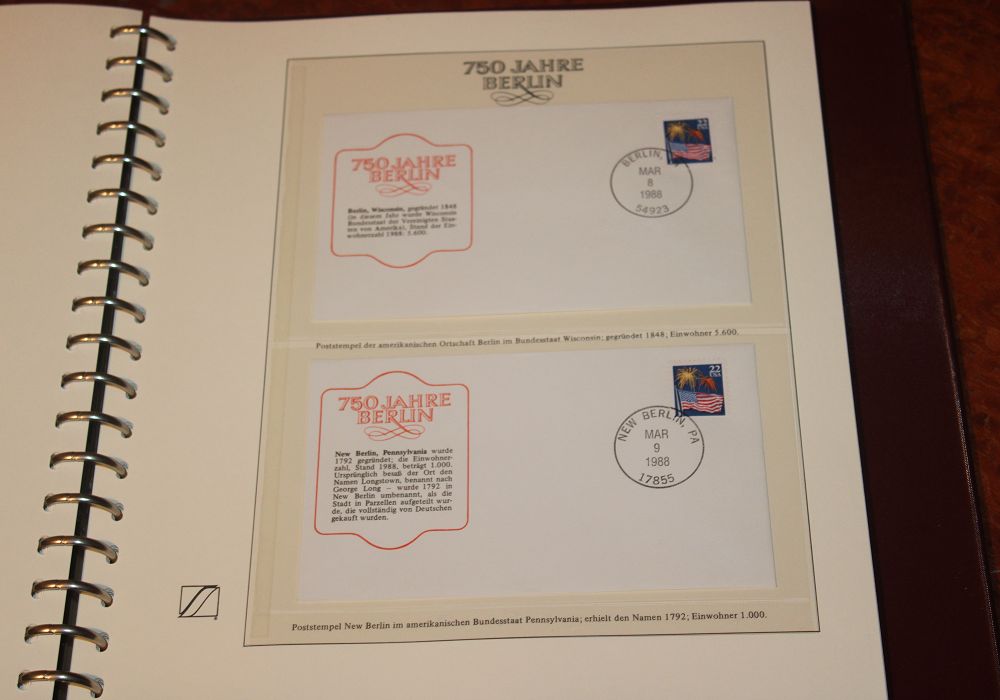 750 JAHRE
BERLIN
750 JAHRE
BERLIN
Berlin, Wisconsin, gegründet 1848
(in diesem Jahr wurde Wisconsin
Bundesstaat der Vereinigten Staa-
ten von Amerika), Stand der Ein-
wohnerzahl 1988: 5.600.
22
USA
BERLIN,
MAR
8
1988
54923
Poststempel der amerikanischen Ortschaft Berlin im Bundesstaat Wisconsin; gegründet 1848; Einwohner 5.600.
750 JAHRE
BERLIN
New Berlin, Pennsylvania wurde
1792 gegründet; die Einwohner-
zahl, Stand 1988, beträgt 1.000.
Ursprünglich besaß der Ort den
Namen Longstown, benannt nach
George Long – wurde 1792 in
New Berlin umbenannt, als die
Stadt in Parzellen aufgeteilt wur-
de, die vollständig von Deutschen
gekauft wurden.
22
USA
NEW BERLIN, PA
MAR
9
1988
17855
Poststempel New Berlin im amerikanischen Bundesstaat Pennsylvania; erhielt den Namen 1792; Einwohner 1.000.